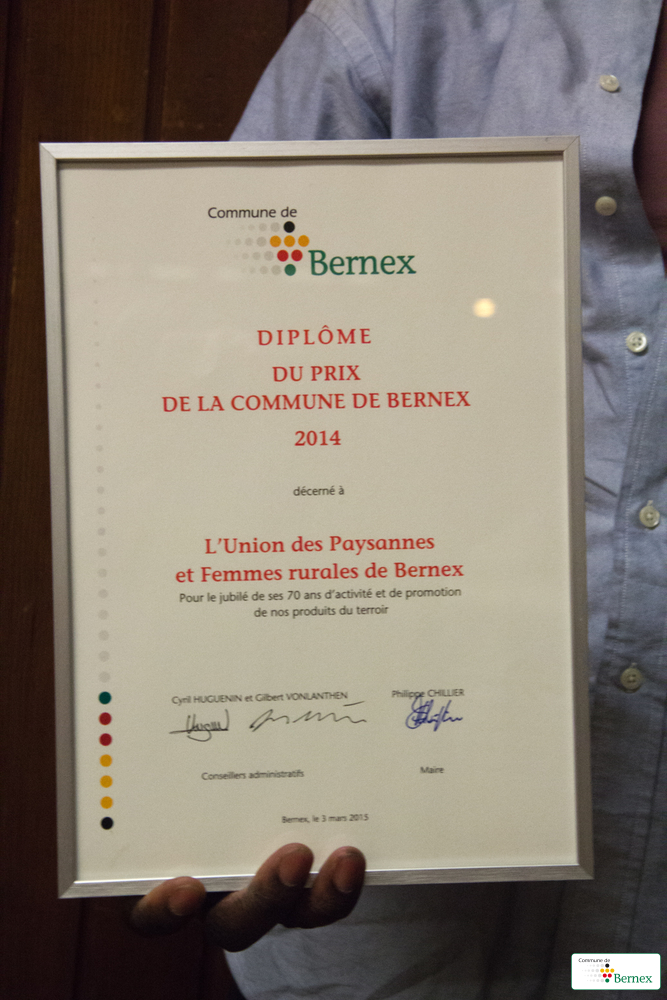 Commune de
Bernex
DIPLÔME
DU PRIX
DE LA COMMUNE DE BERNEX
2014
décerné à
L'Union des Paysannes
et Femmes rurales de Bernex
Pour le jubilé de ses 70 ans d'activité et de promotion
de nos produits du terroir
Cyril HUGUENIN et Gilbert VONLANTHEN Philippe CHILLIER
Conseillers administratifs Maire
Bernex, le 3 mars 2015
Commune de
Bernex